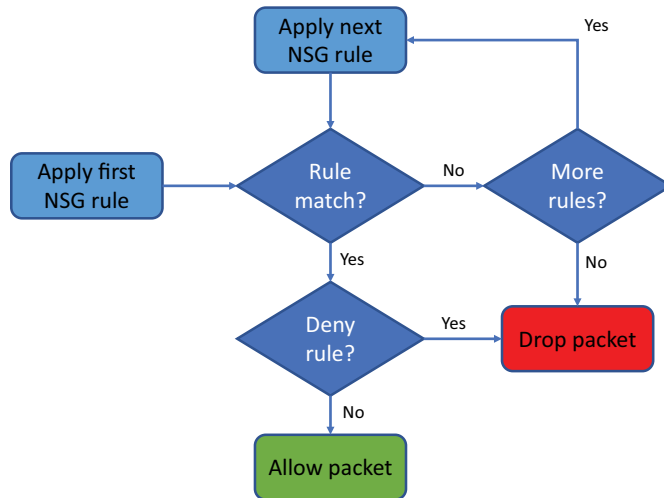 Apply next
NSG rule
Yes
Apply first
NSG rule
Rule
match?
No
More
rules?
Yes
No
Deny
rule?
Yes
Drop packet
No
Allow packet